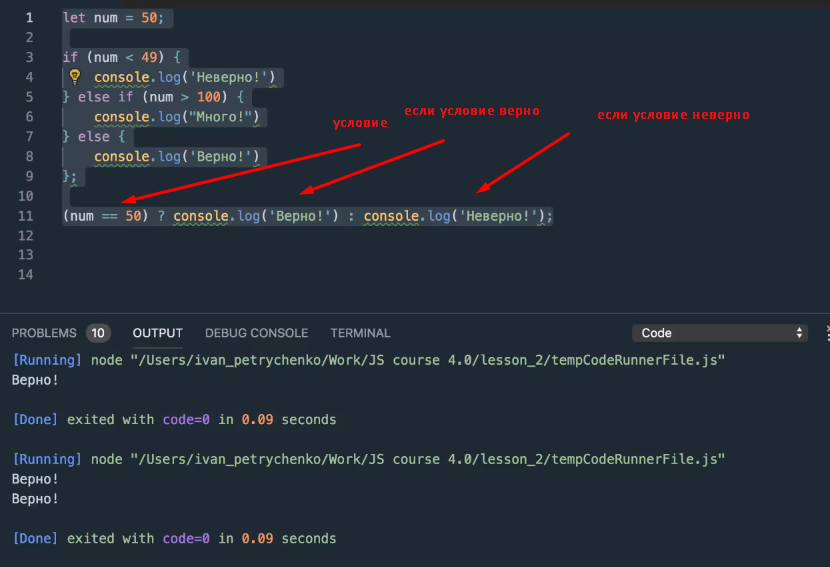 1 let num = 50;
2
3 if (num < 49) {
4 console.log('Неверно!')
5 } else if (num > 100) {
6 console.log("Много!")
7 } else {
8 console.log('Верно!')
9 };
10
11 (num == 50) ? console.log('Верно!') : console.log('Неверно!');
12
13
14
условие
если условие верно
если условие неверно
PROBLEMS 10 OUTPUT DEBUG CONSOLE TERMINAL Code
[Running] node "/Users/ivan_petrychenko/Work/JS course 4.0/lesson_2/tempCodeRunnerFile.js"
Верно!
[Done] exited with code=0 in 0.09 seconds
[Running] node "/Users/ivan_petrychenko/Work/JS course 4.0/lesson_2/tempCodeRunnerFile.js"
Верно!
Верно!
[Done] exited with code=0 in 0.09 seconds